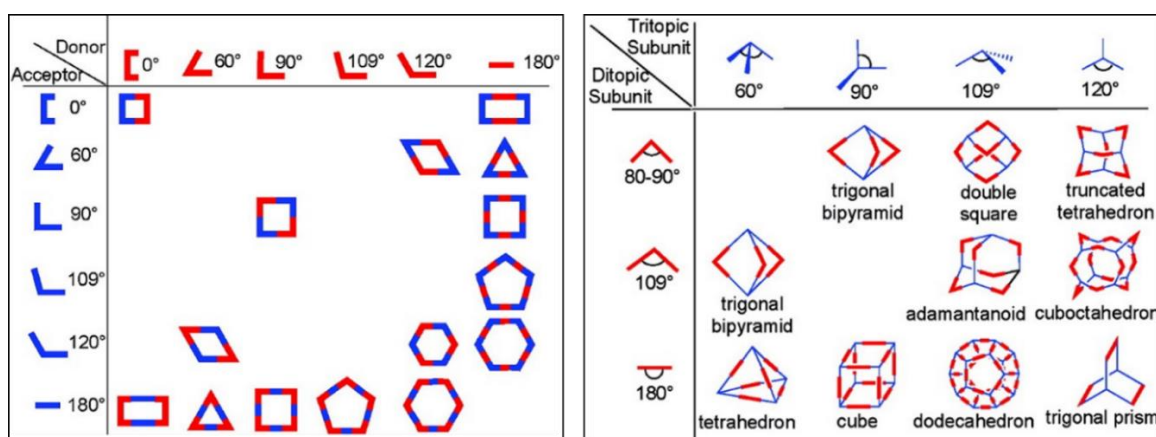 Donor
Acceptor
0° 60° 90° 109° 120° 180°
0°
60°
90°
109°
120°
180°
Tritopic
Subunit
Ditopic
Subunit
60° 90° 109° 120°
80-90°
trigonal
bipyramid
double
square
truncated
tetrahedron
109°
trigonal
bipyramid
adamantanoid
cuboctahedron
180°
tetrahedron
cube
dodecahedron
trigonal prism